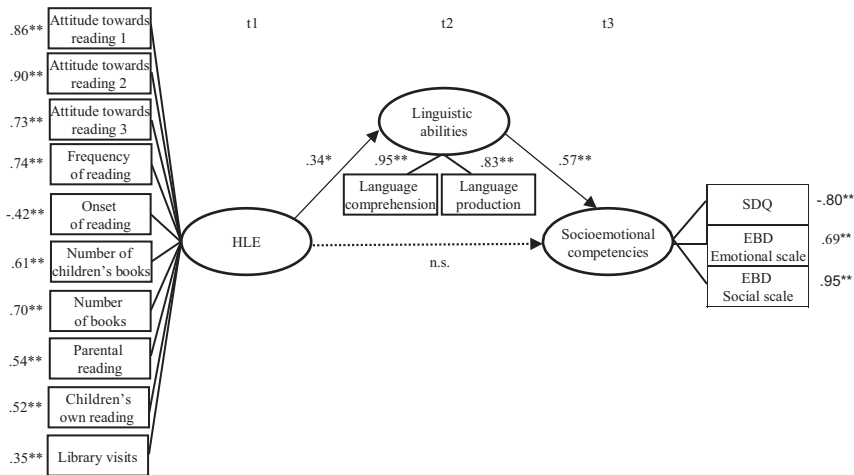 t1
t2
t3
.86**
Attitude towards
reading 1
.90**
Attitude towards
reading 2
.73**
Attitude towards
reading 3
.74**
Frequency
of reading
-.42**
Onset
of reading
.61**
Number of
children's books
.70**
Number
of books
.54**
Parental
reading
.52**
Children's
own reading
.35**
Library visits
HLE
.34*
Linguistic
abilities
.95**
.83**
Language
comprehension
Language
production
.57**
n.s.
Socioemotional
competencies
SDQ
-.80**
EBD
Emotional scale
.69**
EBD
Social scale
.95**